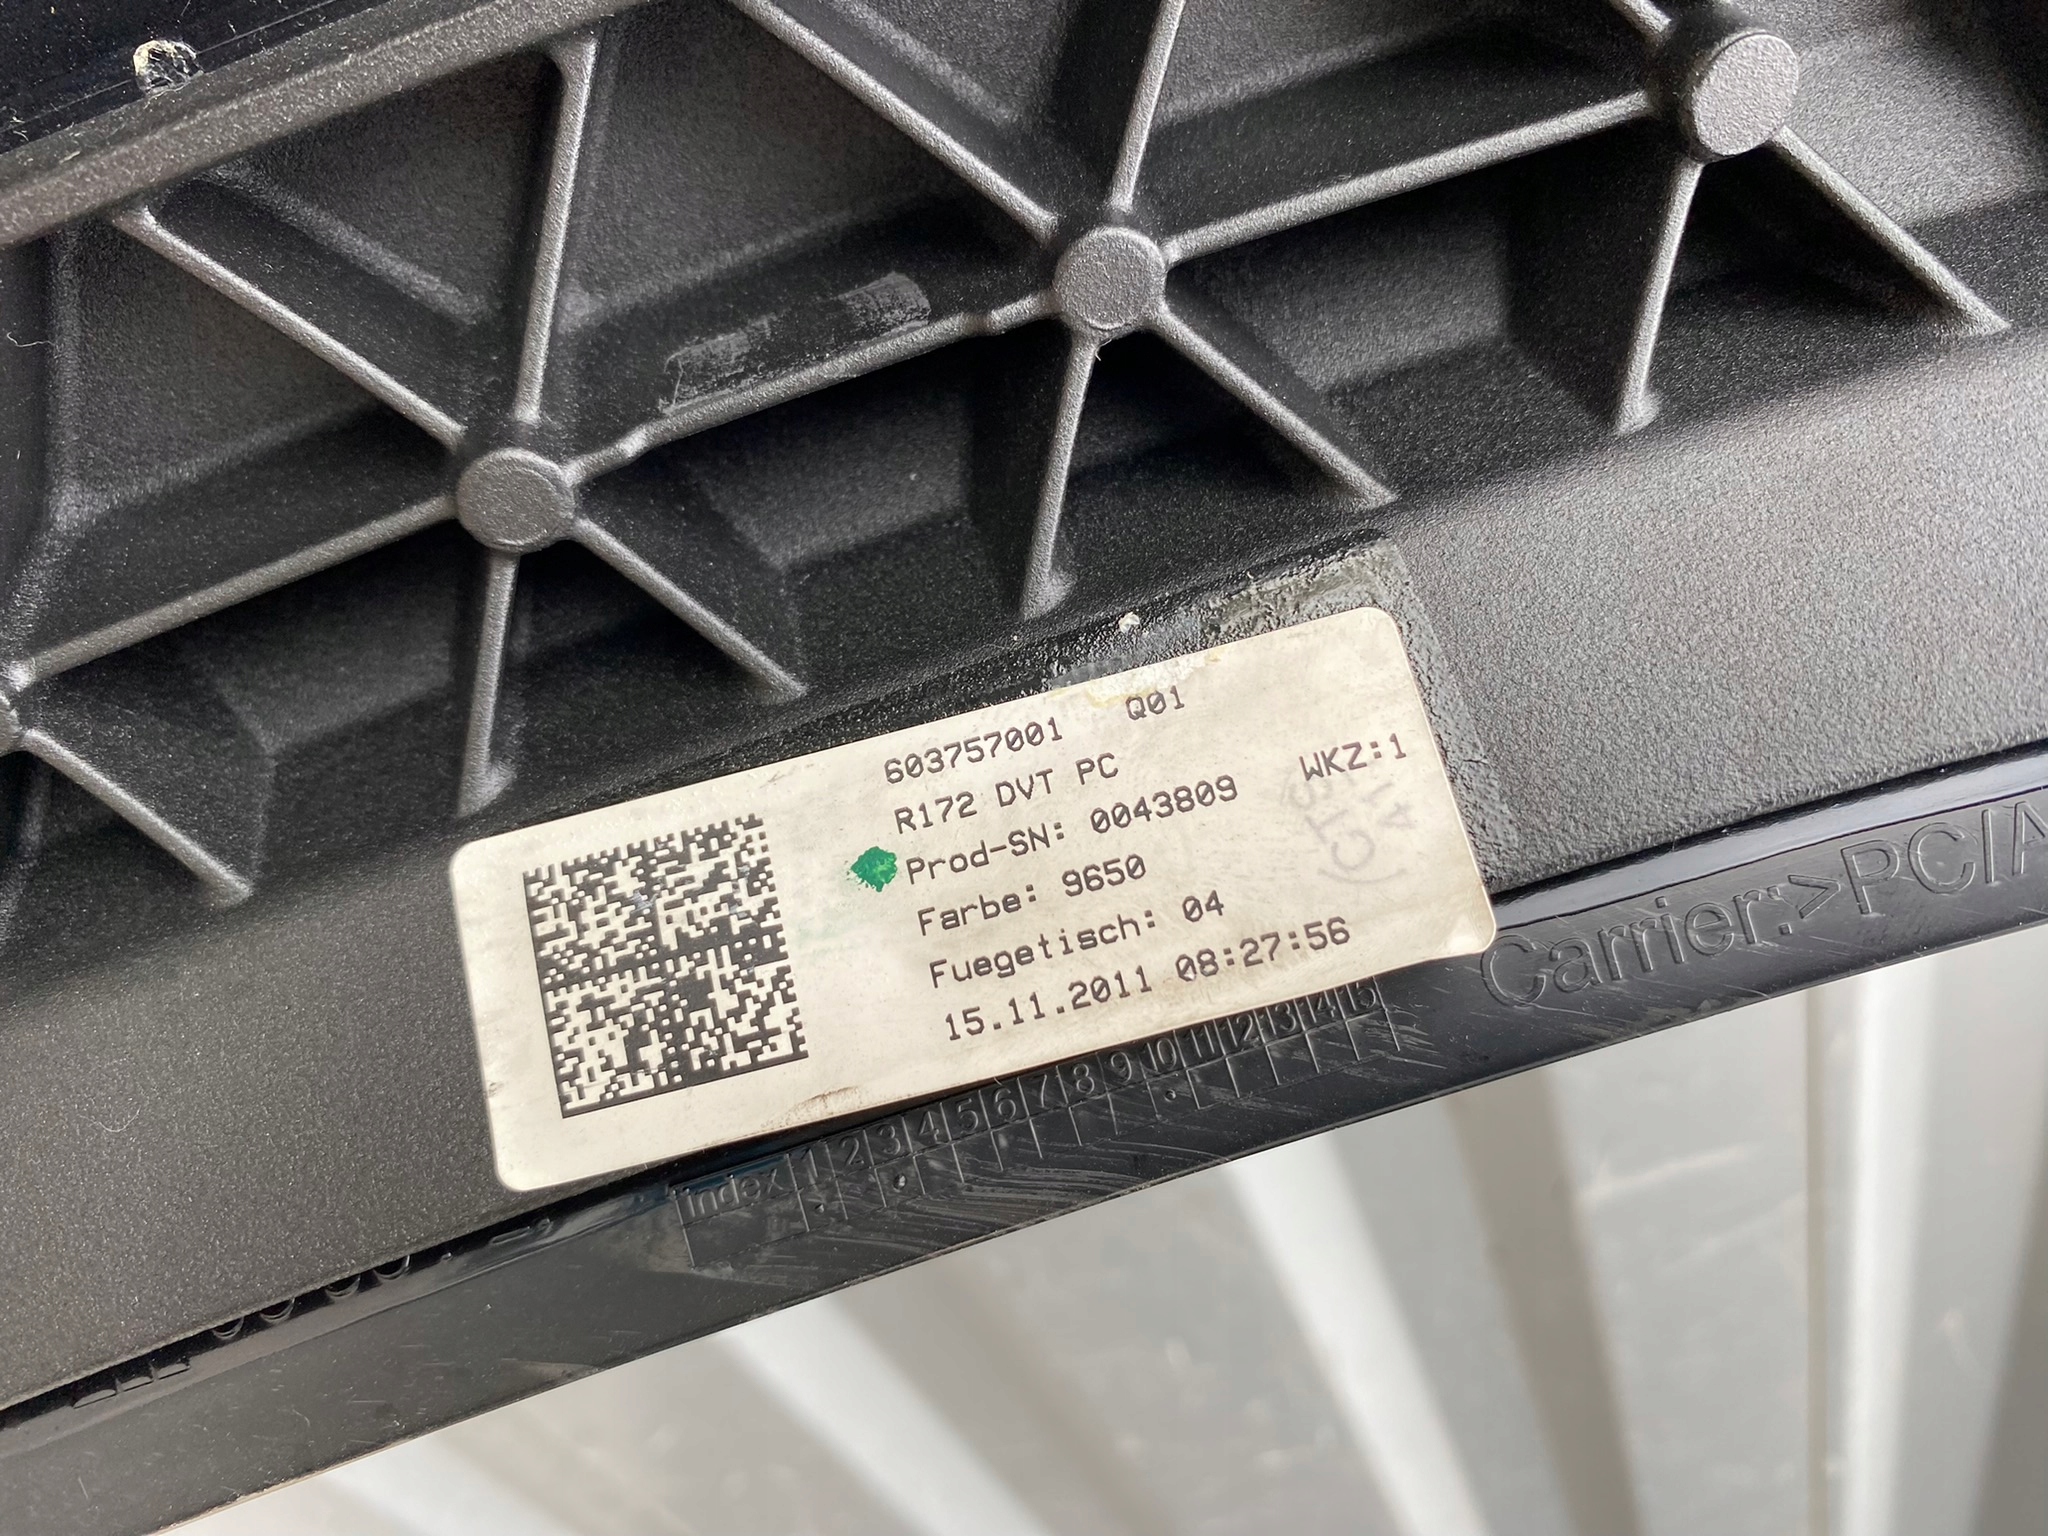 603757001 Q01
R172 DVT PC
Prod-SN: 0043809 WKZ:1
Farbe: 9650
Fuegetisch: 04
15.11.2011 08:27:56
Carrier: >PC/A
index 1 2 3 4 5 6 7 8 9 10 11 12 13 14 15